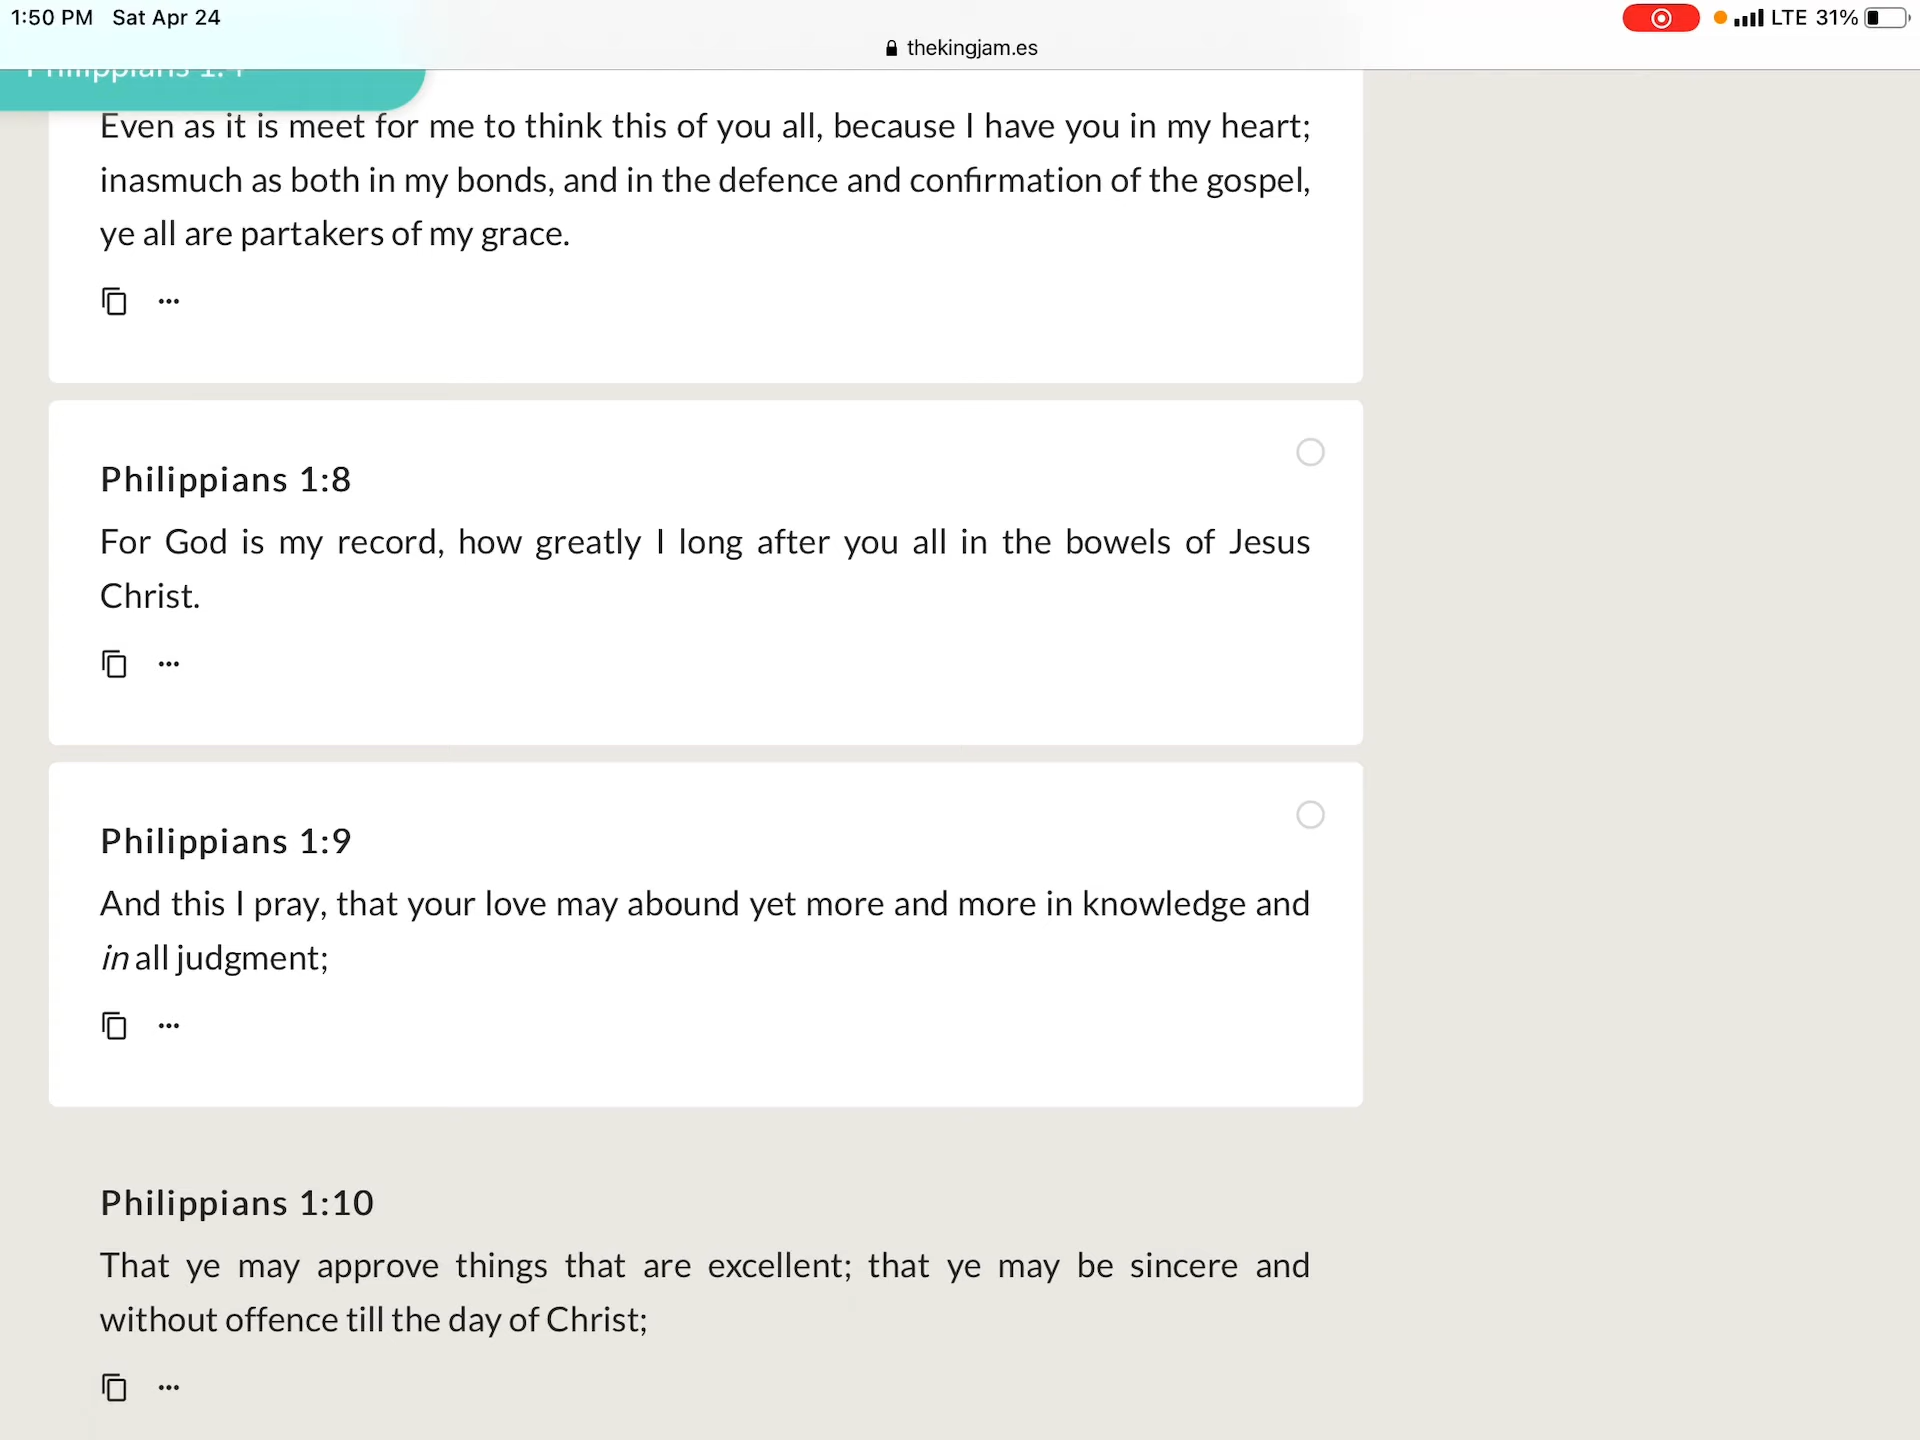 1:50 PM Sat Apr 24
LTE 31%
thekingjam.es
Philippians 1:4
Even as it is meet for me to think this of you all, because I have you in my heart;
inasmuch as both in my bonds, and in the defence and confirmation of the gospel,
ye all are partakers of my grace.
Philippians 1:8
For God is my record, how greatly I long after you all in the bowels of Jesus
Christ.
Philippians 1:9
And this I pray, that your love may abound yet more and more in knowledge and
in all judgment;
Philippians 1:10
That ye may approve things that are excellent; that ye may be sincere and
without offence till the day of Christ;